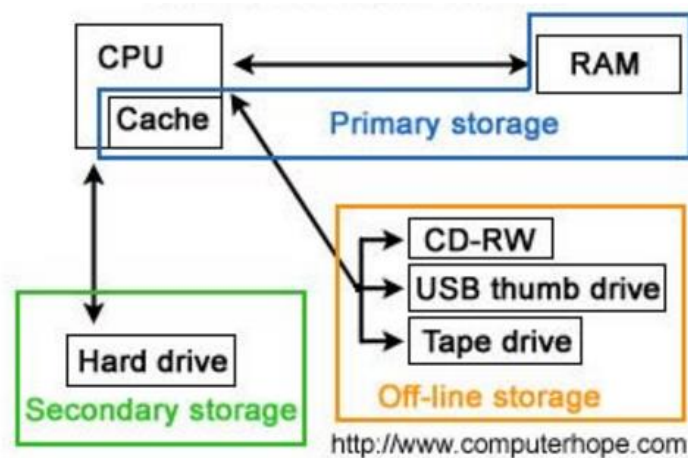 CPU
RAM
Cache
Primary storage
CD-RW
USB thumb drive
Tape drive
Off-line storage
Hard drive
Secondary storage
http://www.computerhope.com